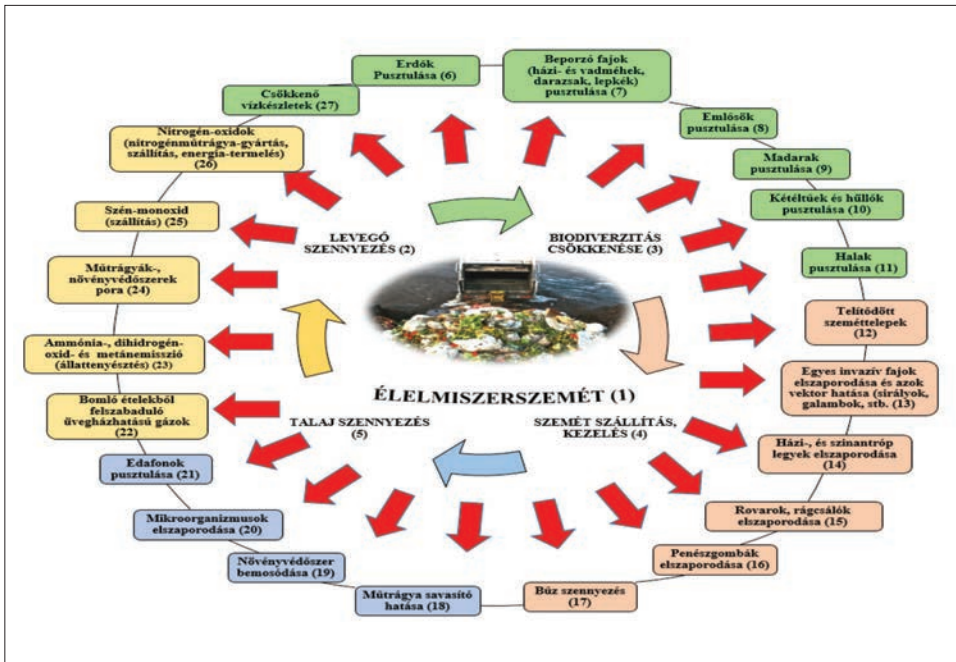 Erdők
Pusztulása (6)
Beporzó fajok
(házi- és vadméhek,
darazsak, lepkék)
pusztulása (7)
Emlősök
pusztulása (8)
Madarak
pusztulása (9)
Kétéltűek és hüllők
pusztulása (10)
Halak
pusztulása (11)
Telítődött
szeméttelepek
(12)
Egyes invazív fajok
elszaporodása és azok
vektor hatása (sirályok,
galambok, stb. (13)
Házi-, és szinantróp
legyek elszaporodása
(14)
Rovarok, rágcsálók
elszaporodása (15)
Penészgombák
elszaporodása (16)
Bűz szennyezés
(17)
Műtrágya savasító
hatása (18)
Növényvédőszer
bemosódása (19)
Mikroorganizmusok
elszaporodása (20)
Edafonok
pusztulása (21)
Bomló ételekből
felszabaduló
üvegházhatású gázok
(22)
Ammónia-, dihidrogén-
oxid- és metánemisszió
(állattenyésztés) (23)
Műtrágyák-,
növényvédőszerek
pora (24)
Szén-monoxid
(szállítás) (25)
Nitrogén-oxidok
(nitrogénműtrágya-gyártás,
szállítás, energia-termelés)
(26)
Csökkenő
vízkészletek (27)
LEVEGŐ
SZENNYEZÉS (2)
BIODIVERZITÁS
CSÖKKENÉSE (3)
ÉLELMISZERSZEMÉT (1)
TALAJ SZENNYEZÉS
(5)
SZEMÉT SZÁLLÍTÁS,
KEZELÉS (4)